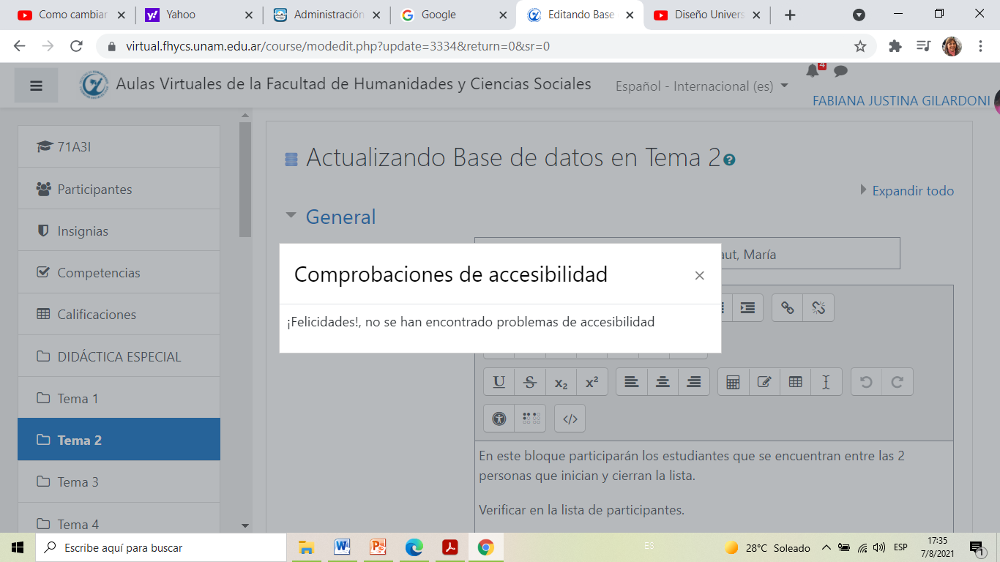 Como cambiar
Yahoo
Administración
Google
Editando Base
Diseño Univers
virtual.fhycs.unam.edu.ar/course/modedit.php?update=3334&return=0&sr=0
Aulas Virtuales de la Facultad de Humanidades y Ciencias Sociales
Español - Internacional (es)
4
FABIANA JUSTINA GILARDONI
71A3I
Participantes
Insignias
Competencias
Calificaciones
DIDÁCTICA ESPECIAL
Tema 1
Tema 2
Tema 3
Tema 4
Actualizando Base de datos en Tema 2
Expandir todo
General
aut, María
Comprobaciones de accesibilidad
¡Felicidades!, no se han encontrado problemas de accesibilidad
U S x₂ x²
</>
En este bloque participarán los estudiantes que se encuentran entre las 2
personas que inician y cierran la lista.
Verificar en la lista de participantes.
Escribe aquí para buscar
ES
28°C Soleado
ESP
17:35
7/8/2021
1